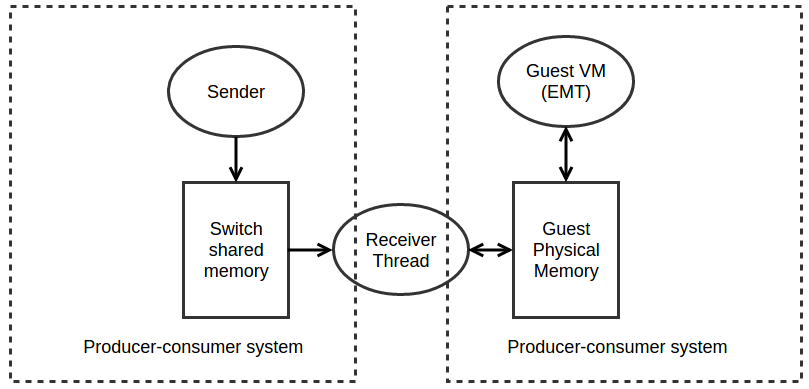 Sender
Switch
shared
memory
Producer-consumer system
Receiver
Thread
Guest VM
(EMT)
Guest
Physical
Memory
Producer-consumer system